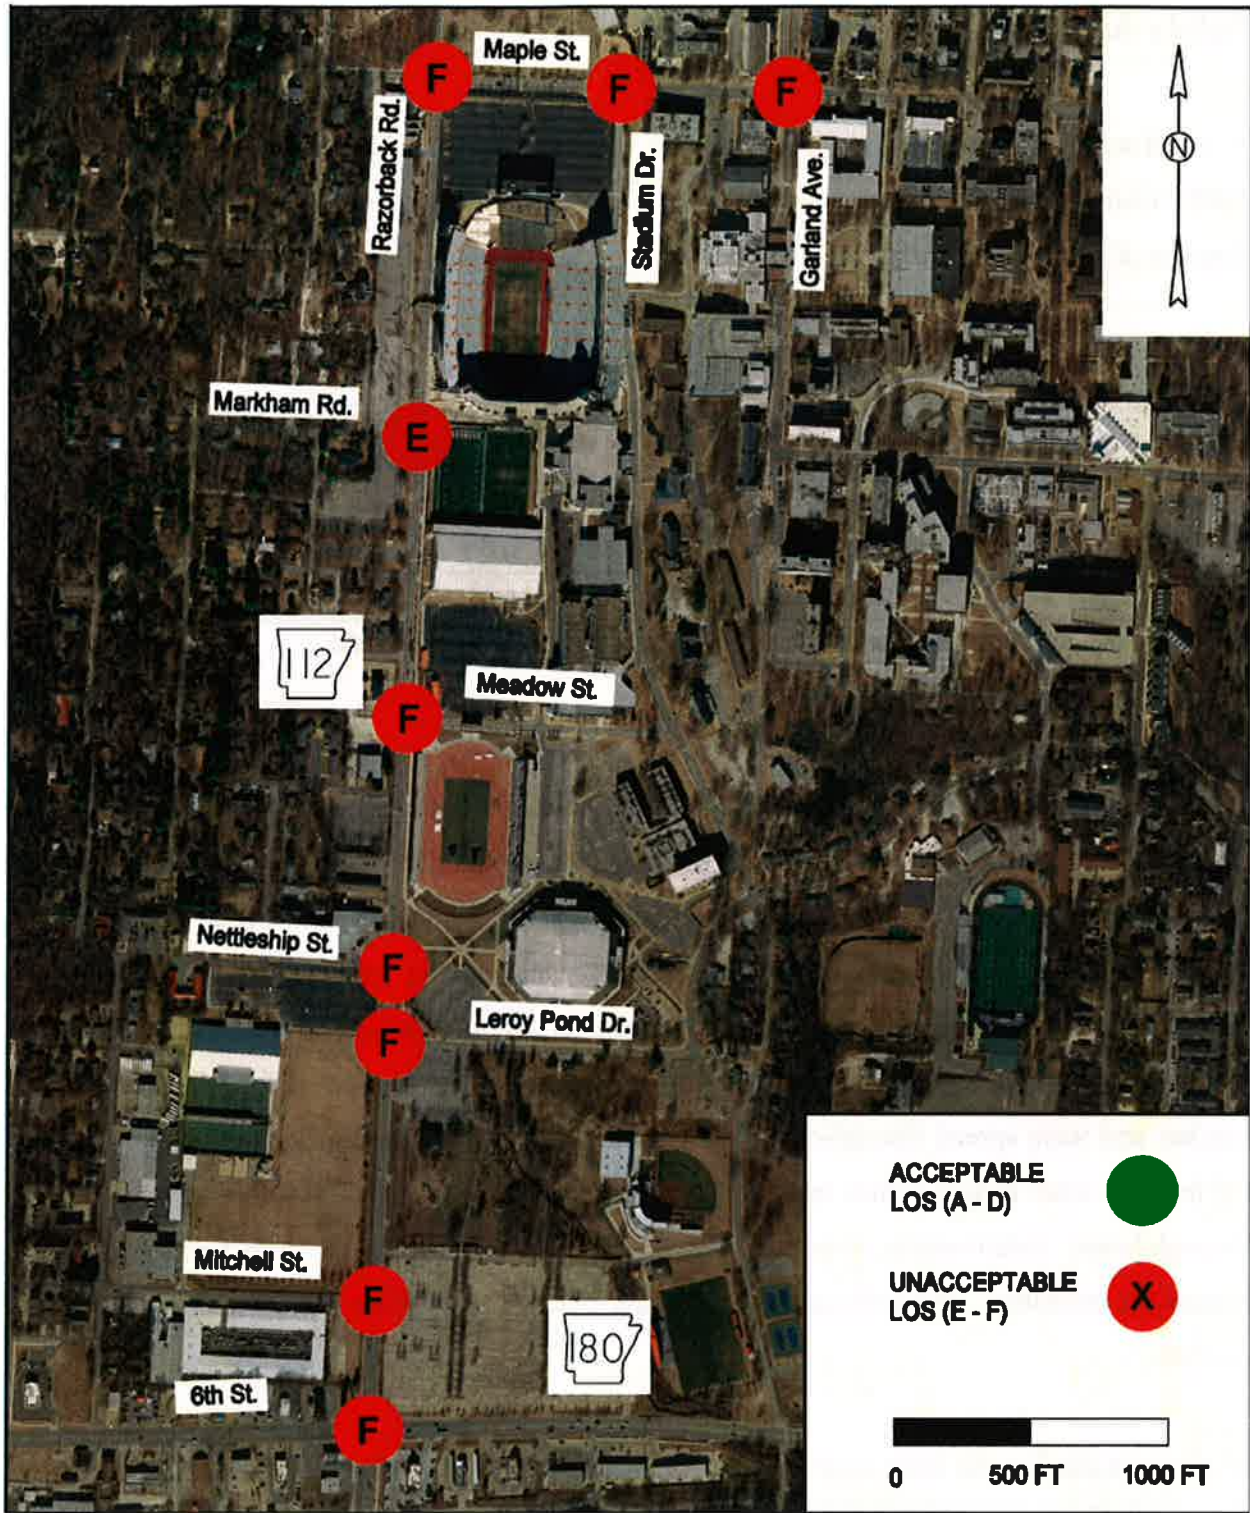 Maple St.
F
F
F
N
Razorback Rd.
Stadium Dr.
Garland Ave.
Markham Rd.
E
112
Meadow St.
F
Nettleship St.
F
Leroy Pond Dr.
F
ACCEPTABLE
LOS (A - D)
Mitchell St.
F
UNACCEPTABLE
LOS (E - F)
X
180
6th St.
F
0
500 FT
1000 FT